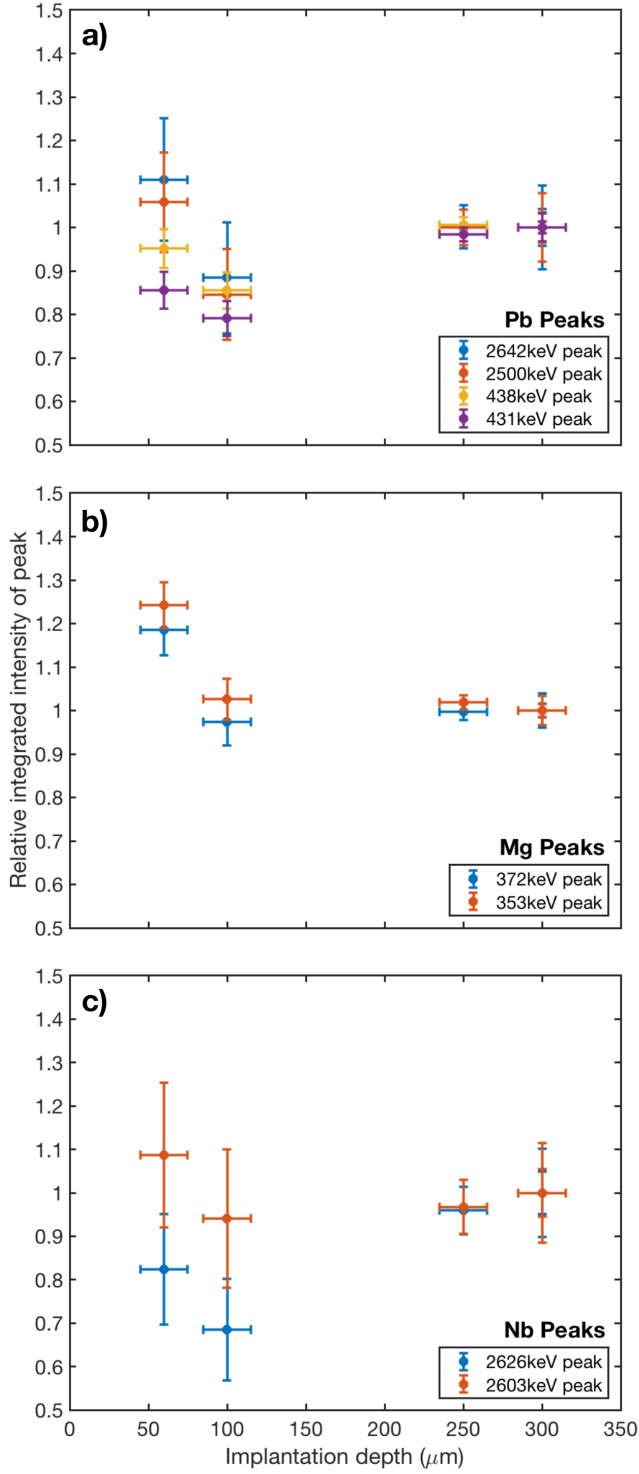 a)
1.5
1.4
1.3
1.2
1.1
1
0.9
0.8
0.7
0.6
0.5
Pb Peaks
2642keV peak
2500keV peak
438keV peak
431keV peak
b)
1.5
1.4
1.3
1.2
1.1
1
0.9
0.8
0.7
0.6
0.5
Relative integrated intensity of peak
Mg Peaks
372keV peak
353keV peak
c)
1.5
1.4
1.3
1.2
1.1
1
0.9
0.8
0.7
0.6
0.5
Nb Peaks
2626keV peak
2603keV peak
0 50 100 150 200 250 300 350
Implantation depth (μm)